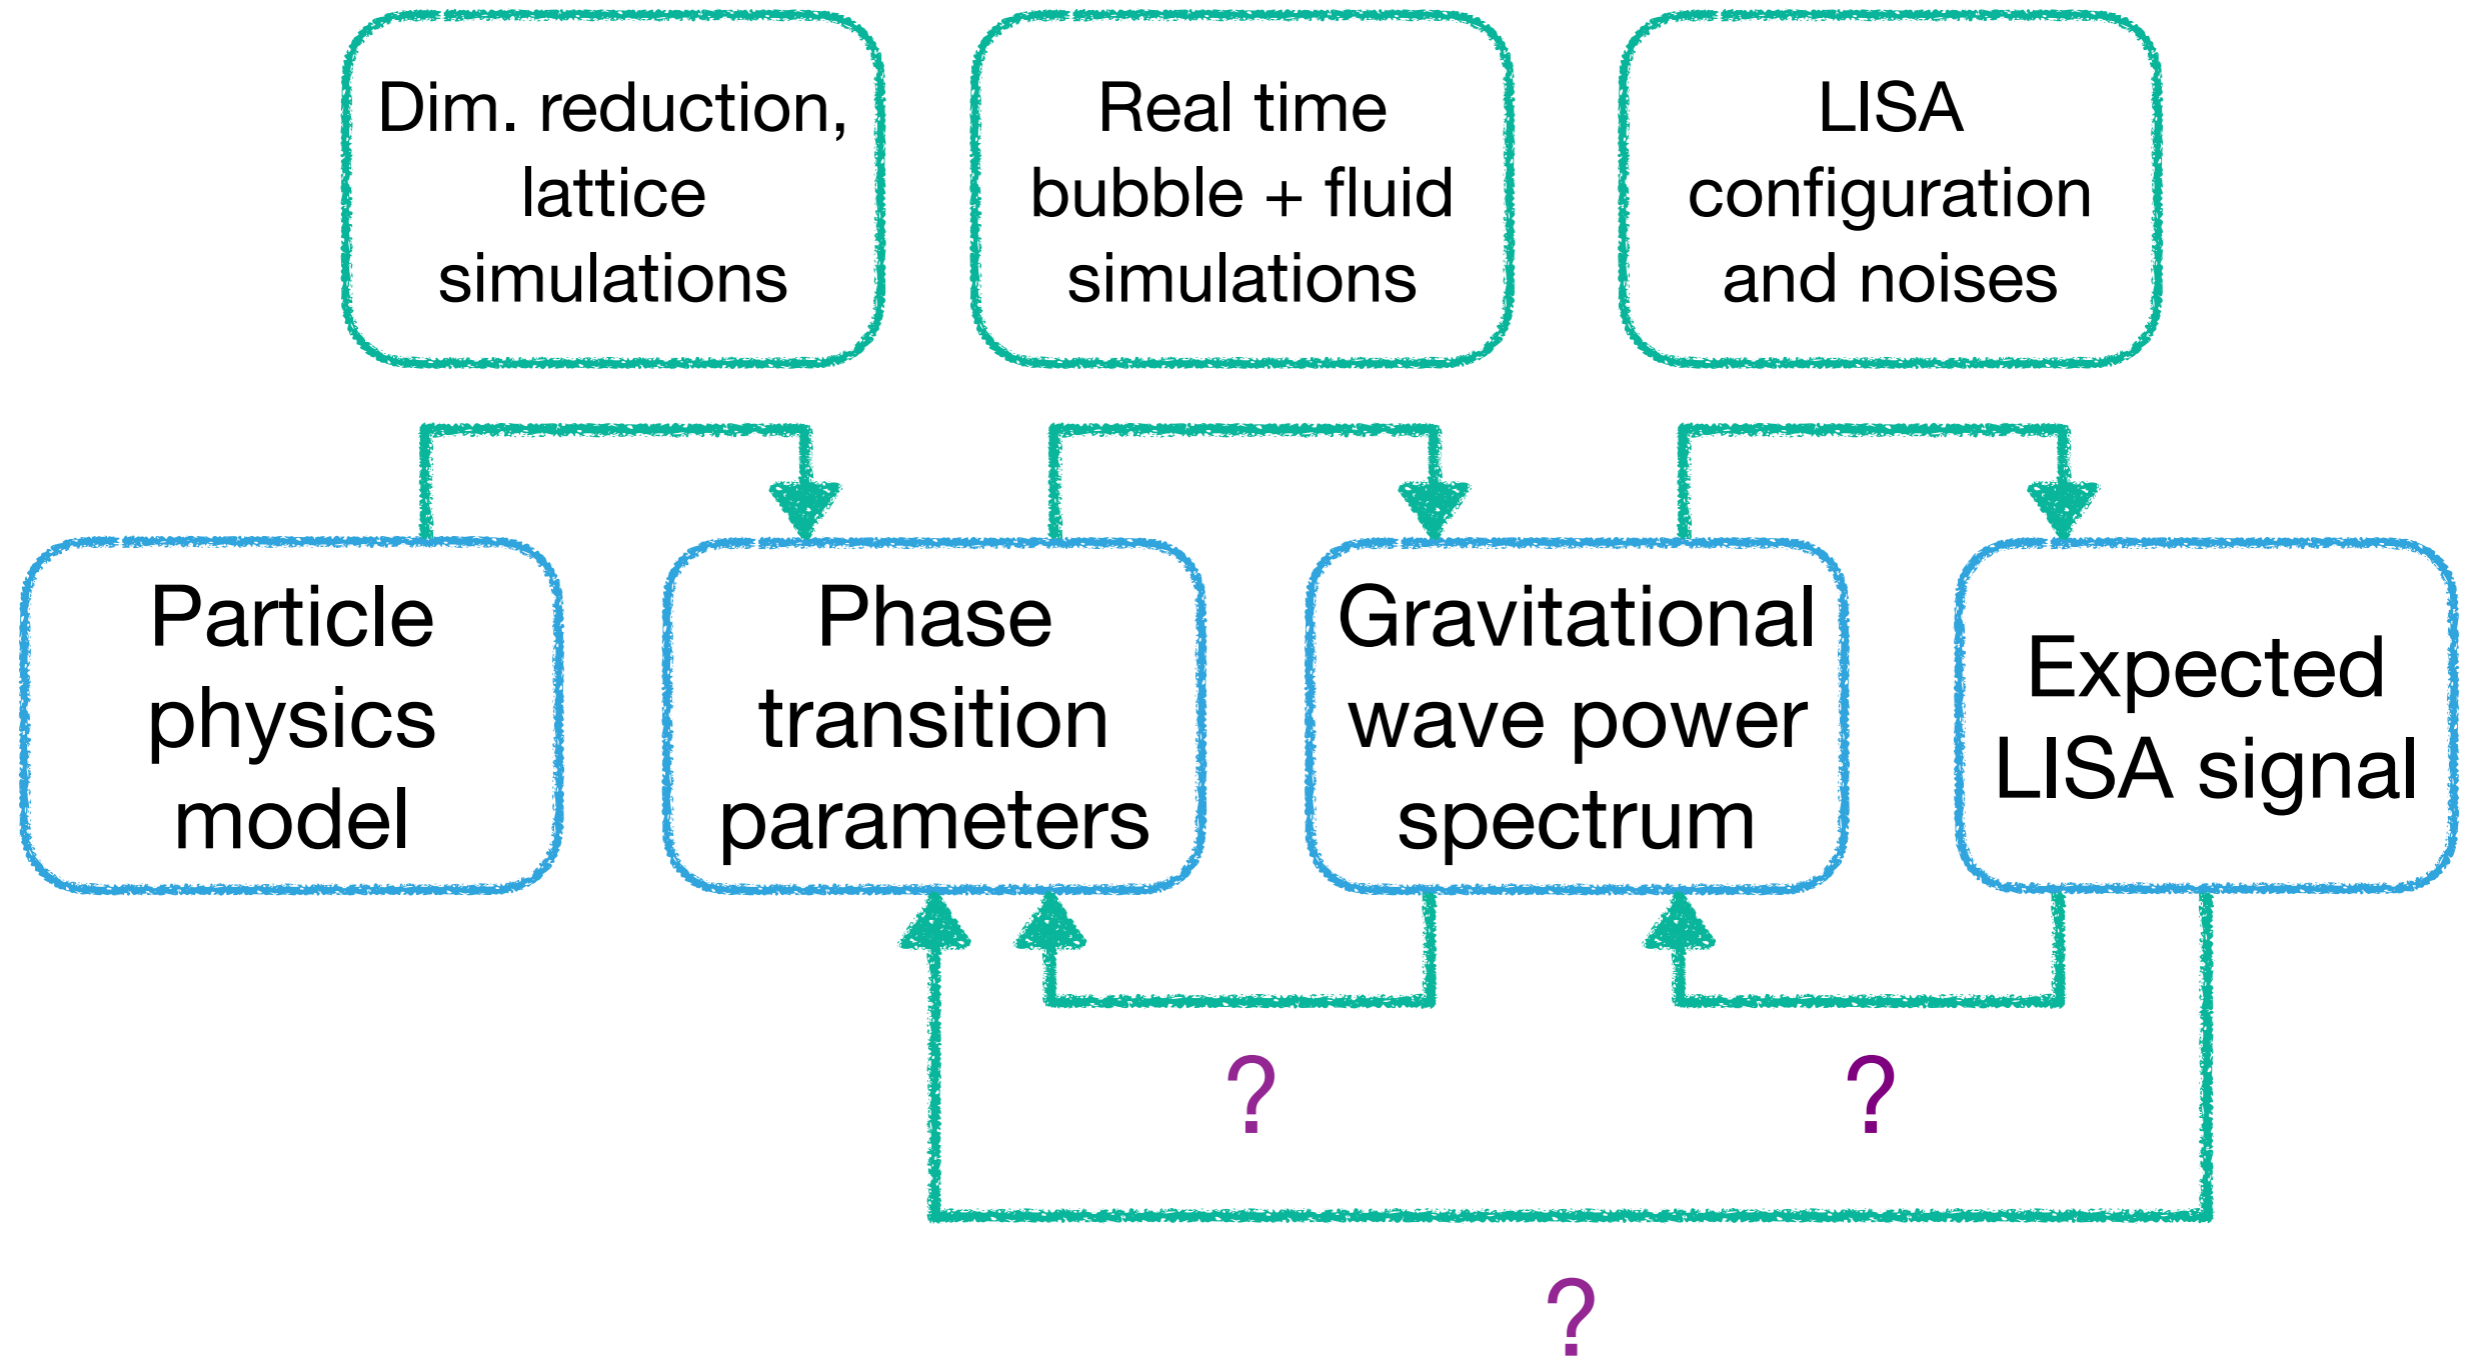 Dim. reduction,
lattice
simulations
Real time
bubble + fluid
simulations
LISA
configuration
and noises
Particle
physics
model
Phase
transition
parameters
Gravitational
wave power
spectrum
Expected
LISA signal
?
?
?